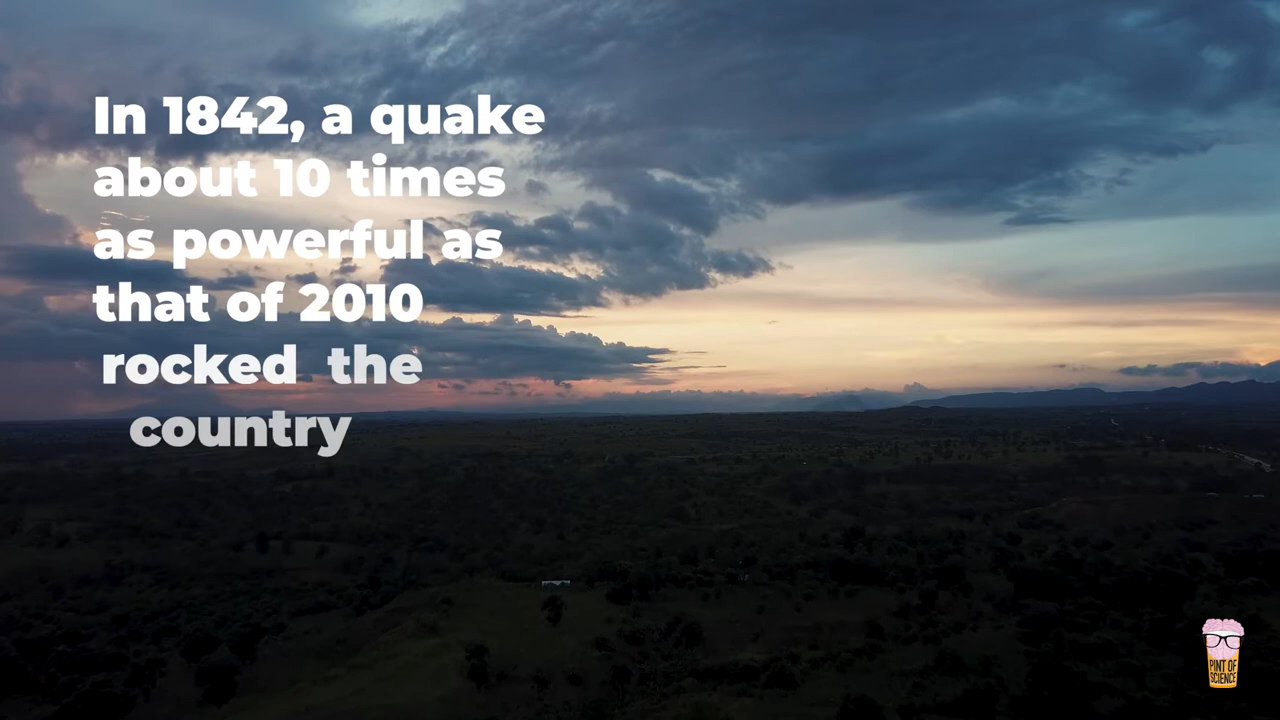 In 1842, a quake
about 10 times
as powerful as
that of 2010
rocked the
country
PINT OF
SCIENCE